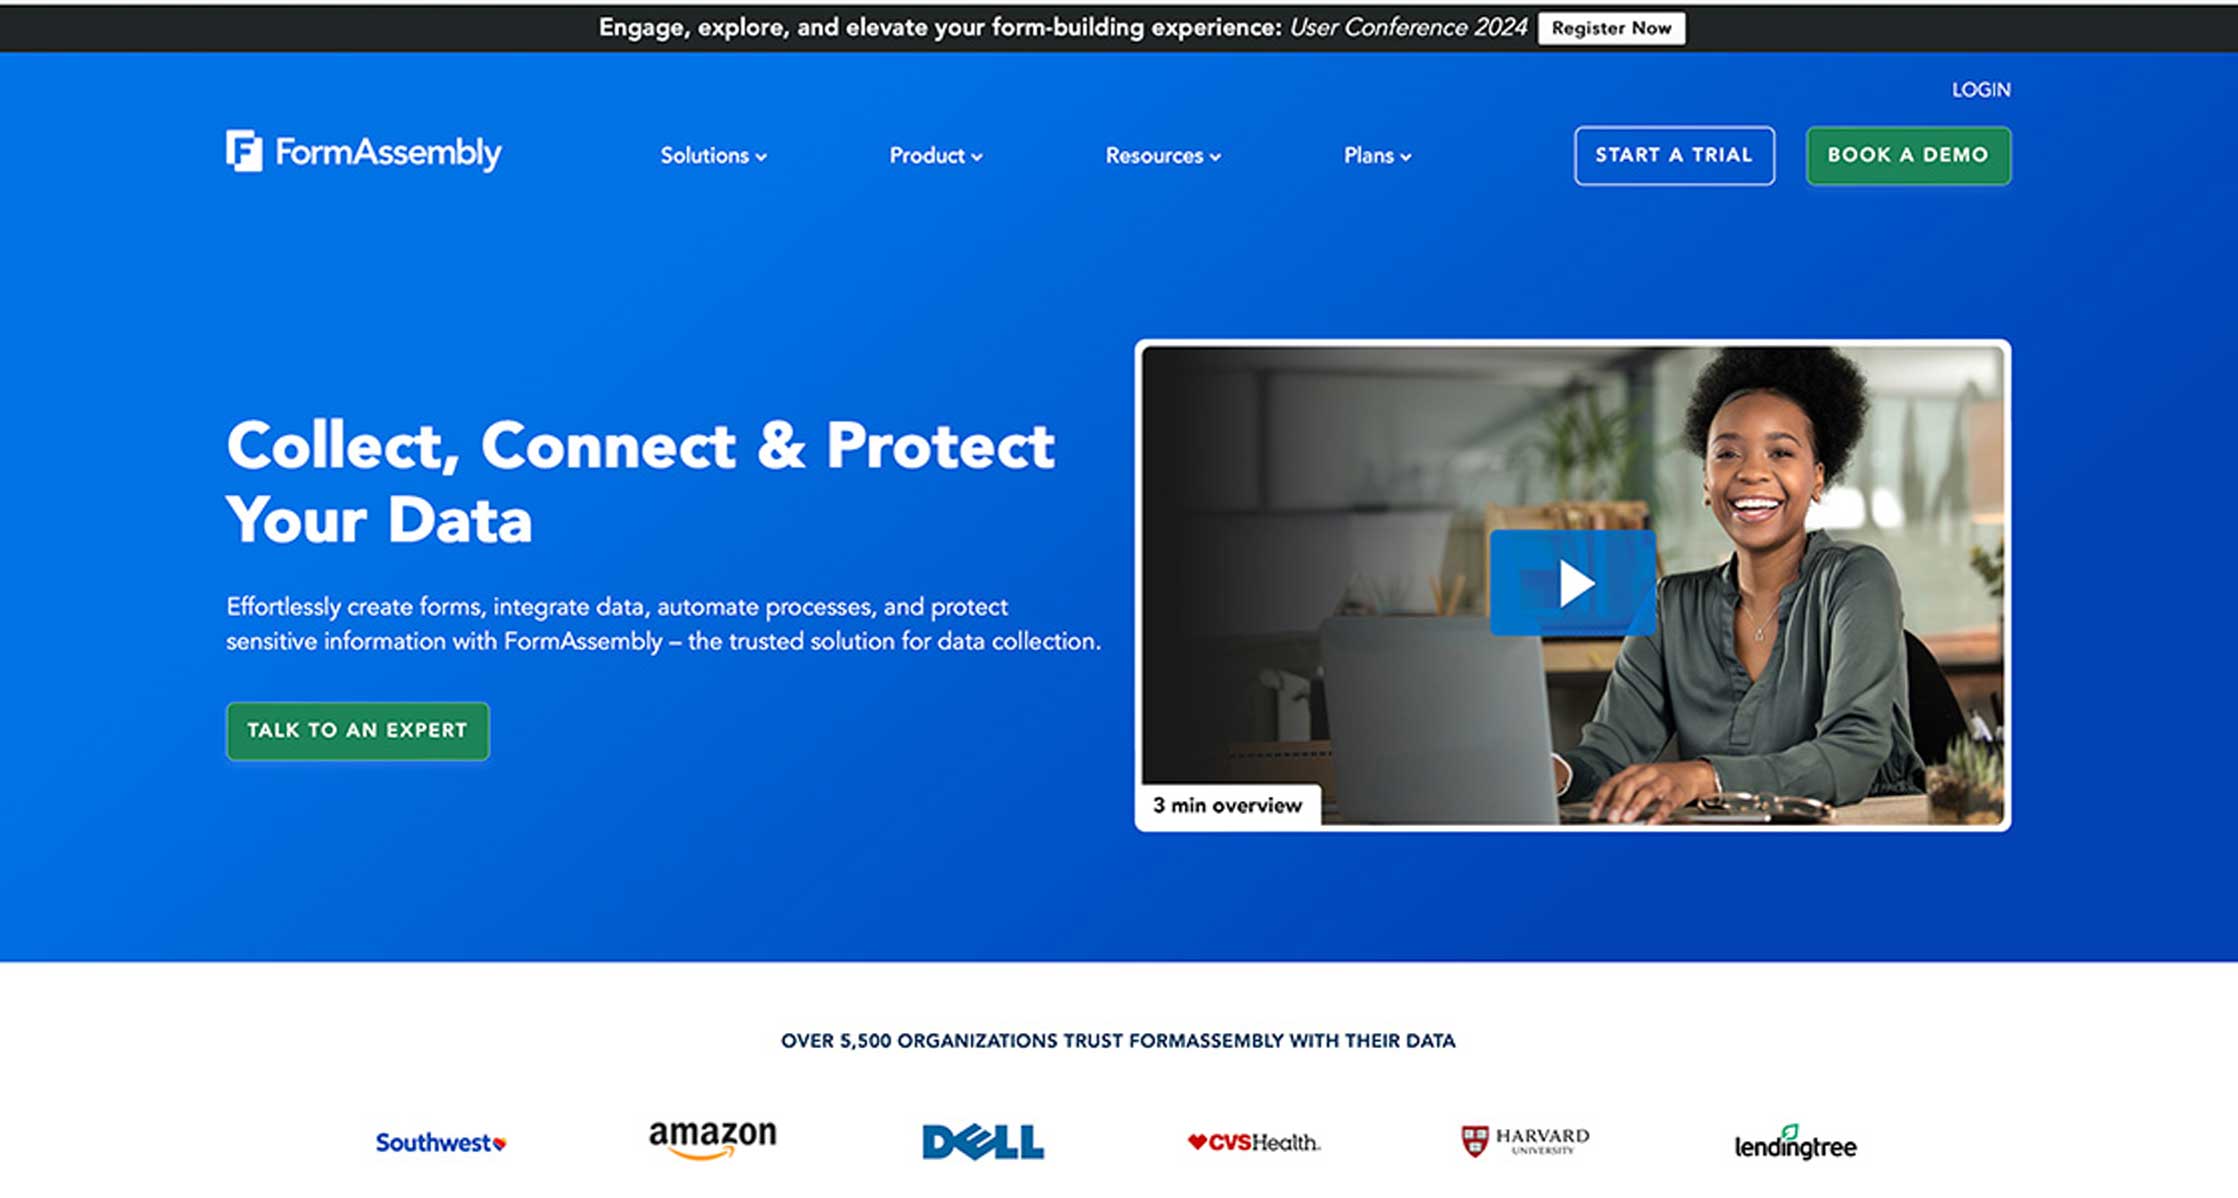 Engage, explore, and elevate your form-building experience: User Conference 2024 Register Now
LOGIN
FormAssembly Solutions Product Resources Plans START A TRIAL BOOK A DEMO
Collect, Connect & Protect
Your Data
Effortlessly create forms, integrate data, automate processes, and protect
sensitive information with FormAssembly – the trusted solution for data collection.
TALK TO AN EXPERT
3 min overview
OVER 5,500 ORGANIZATIONS TRUST FORMASSEMBLY WITH THEIR DATA
Southwest amazon DELL CVSHealth. HARVARD UNIVERSITY lendingtree